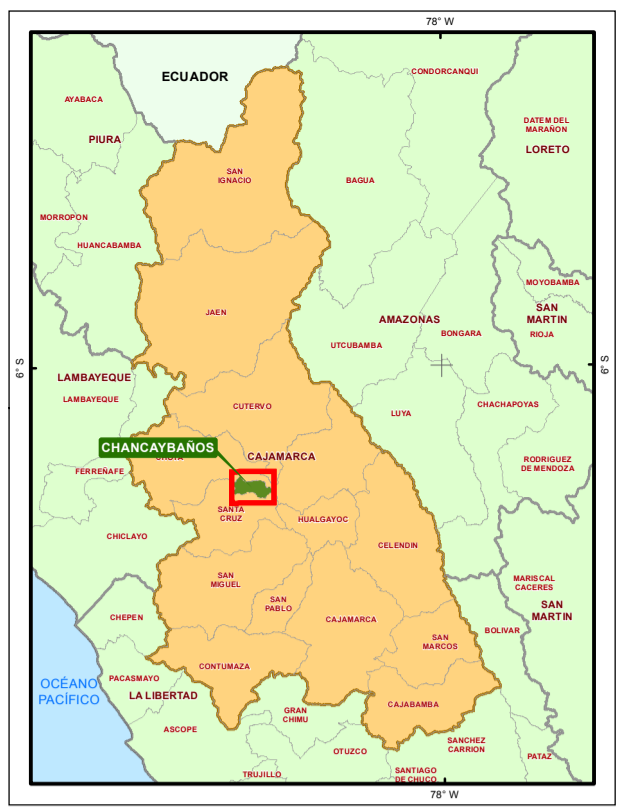 78° W
ECUADOR
CONDORCANQUI
AYABACA
DATEM DEL
MARAÑON
PIURA
LORETO
SAN
IGNACIO
BAGUA
MORROPON
HUANCABAMBA
MOYOBAMBA
SAN
MARTIN
RIOJA
JAEN
AMAZONAS
BONGARA
UTCUBAMBA
6° S
6° S
LAMBAYEQUE
LAMBAYEQUE
CUTERVO
CHACHAPOYAS
LUYA
CHANCAYBAÑOS
CAJAMARCA
RODRIGUEZ
DE MENDOZA
FERREÑAFE
SANTA
CRUZ
HUALGAYOC
CHICLAYO
CELENDIN
SAN
MIGUEL
MARISCAL
CACERES
SAN
MARTIN
SAN
PABLO
CHEPEN
CAJAMARCA
BOLIVAR
SAN
MARCOS
CONTUMAZA
OCÉANO
PACÍFICO
PACASMAYO
LA LIBERTAD
CAJABAMBA
GRAN
CHIMU
ASCOPE
SANCHEZ
CARRION
OTUZCO
PATAZ
TRUJILLO
SANTIAGO
DE CHUCO
78° W